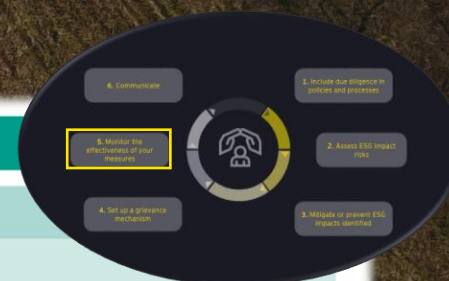 6. Communicate
1. Include due diligence in
policies and processes
5. Monitor the
effectiveness of your
measures
2. Assess ESG Impact
risks
4. Set up a grievance
mechanism
3. Mitigate or prevent ESG
impacts identified